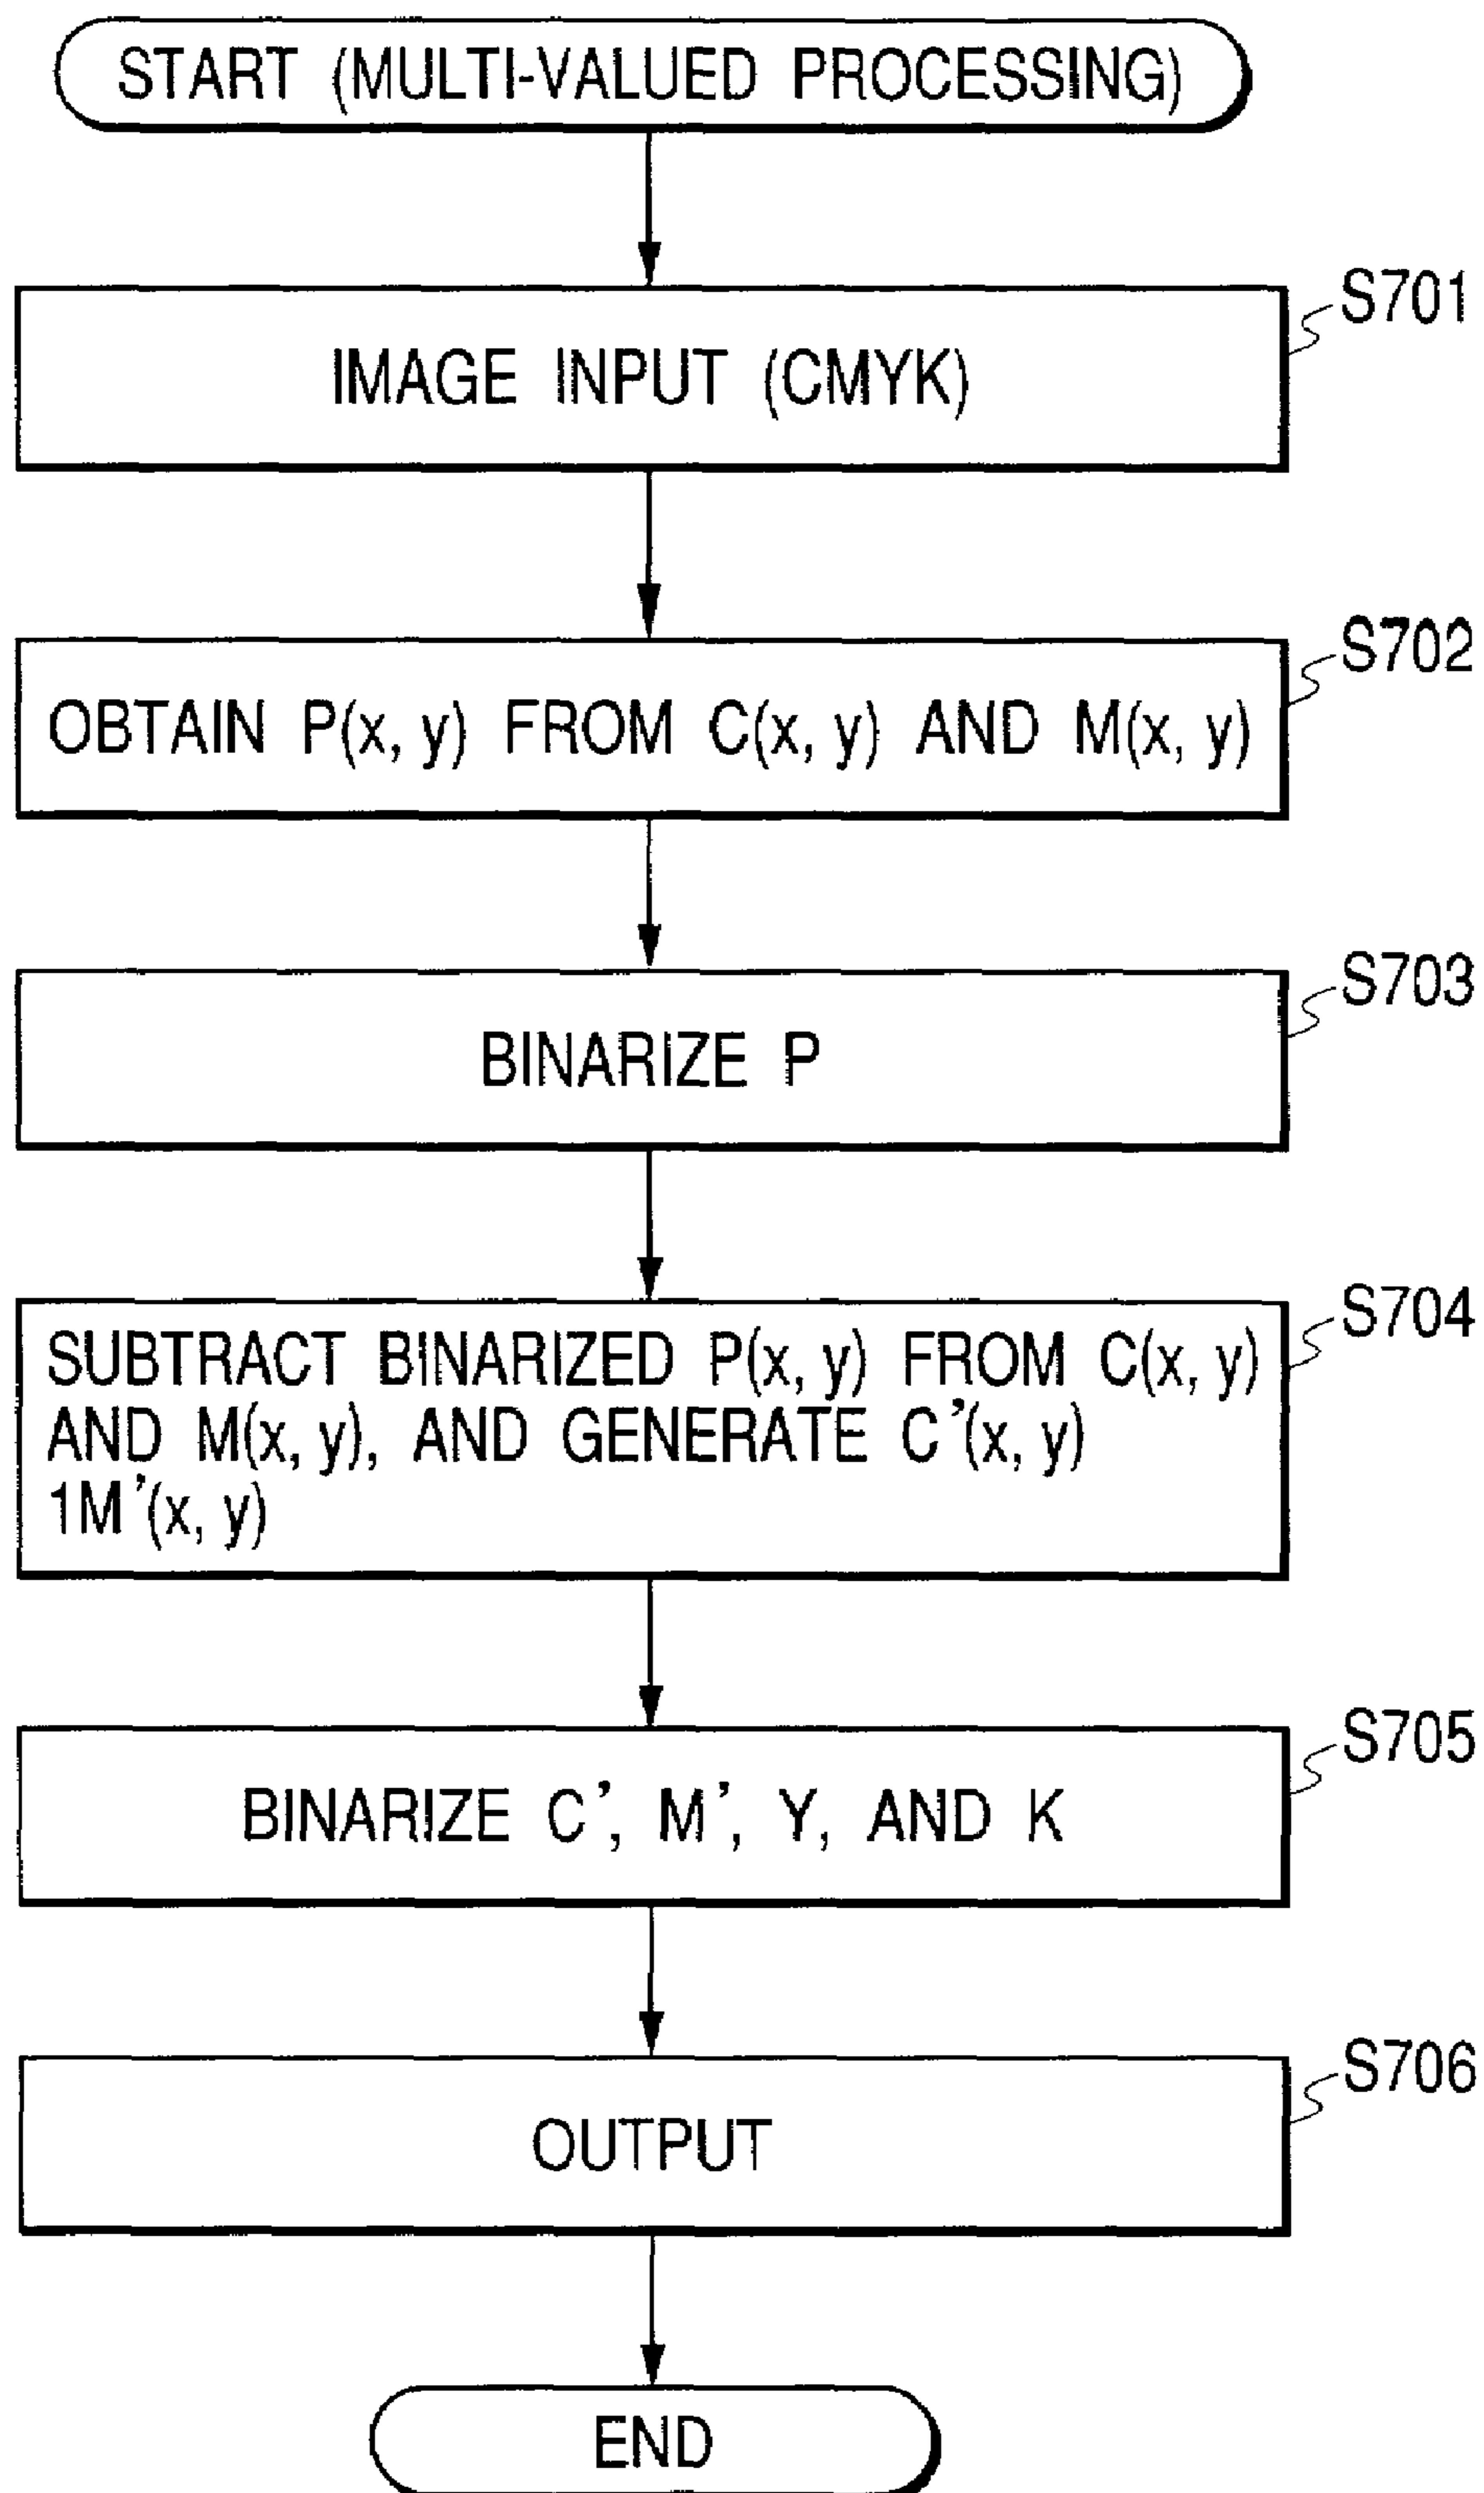 START (MULTI-VALUED PROCESSING)
S701
IMAGE INPUT (CMYK)
S702
OBTAIN P(x, y) FROM C(x, y) AND M(x, y)
S703
BINARIZE P
S704
SUBTRACT BINARIZED P(x, y) FROM C(x, y)
AND M(x, y), AND GENERATE C'(x, y)
1M'(x, y)
S705
BINARIZE C', M', Y, AND K
S706
OUTPUT
END